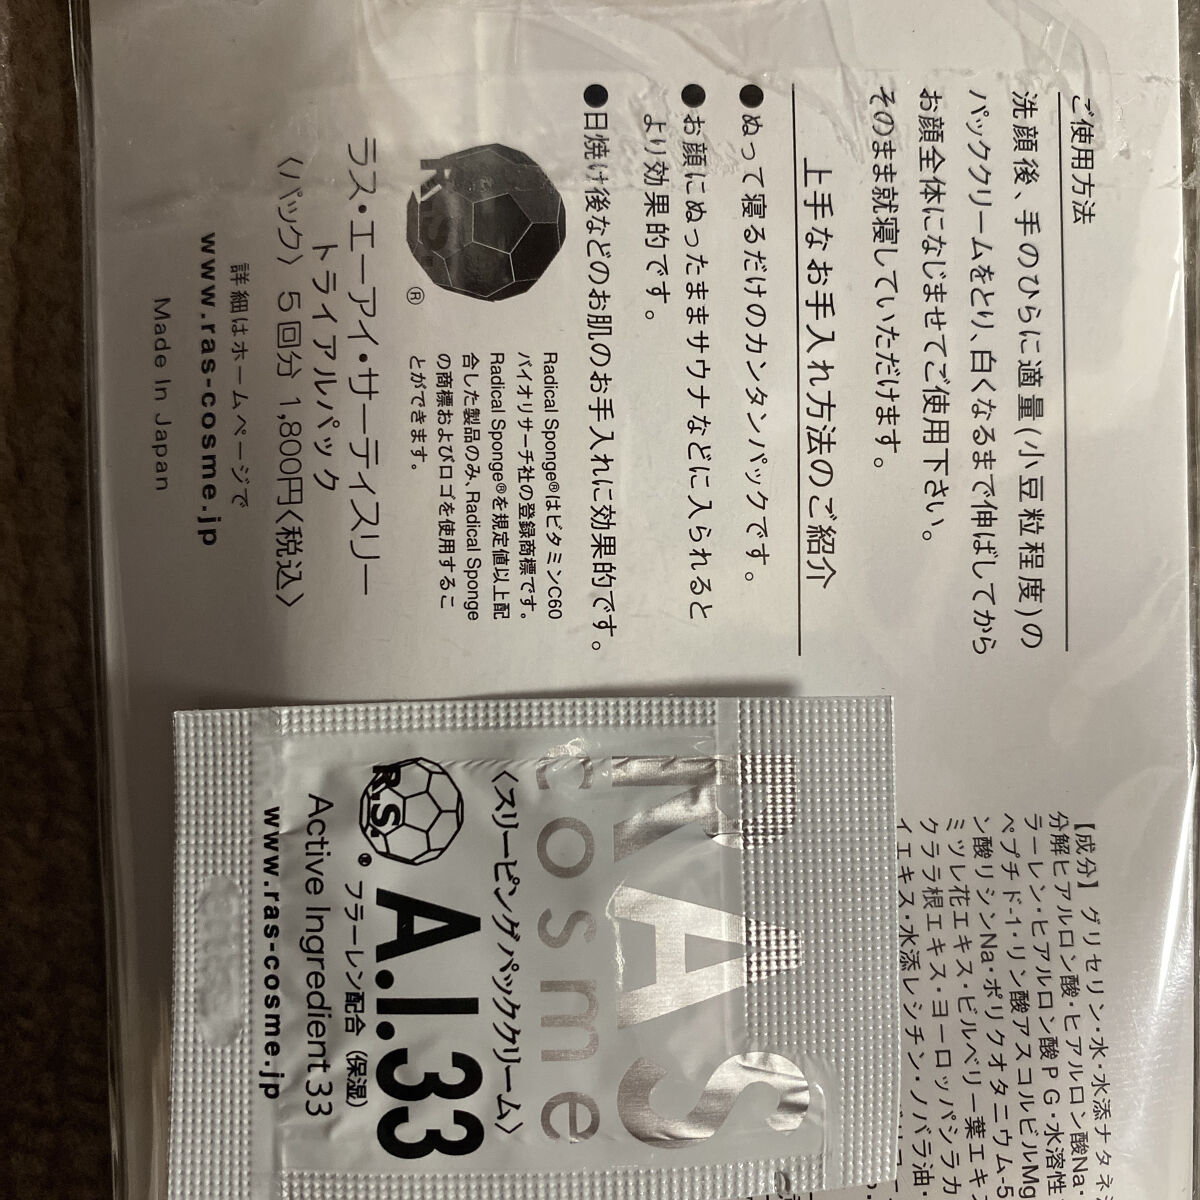 ご使用方法
洗顔後、手のひらに適量(小豆粒程度)の
パッククリームをとり、白くなるまで伸ばしてから
お顔全体になじませてご使用下さい。
そのまま就寝していただけます。
上手なお手入れ方法のご紹介
●ぬって寝るだけのカンタンパックです。
●お顔にぬったままサウナなどに入られると
より効果的です。
●日焼け後などのお肌のお手入れに効果的です。
R.S.
®
Radical Sponge®はビタミンC60
バイオリサーチ社の登録商標です。
Radical Sponge®を規定値以上配
合した製品のみ、Radical Sponge
の商標およびロゴを使用するこ
とができます。
ラス・エーアイ・サーティスリー
トライアルパック
〈パック〉5回分 1,800円〈税込〉
詳細はホームページで
www.ras-cosme.jp
Made In Japan
【成分】グリセリン・水・水添ナタネ
分解ヒアルロン酸・ヒアルロン酸Na・
ラーレン・ヒアルロン酸PG・水溶性
ペプチド-1・リン酸アスコルビルMg
ン酸リシンNa・ポリクオタニウム-5
ミツレ花エキス・ビルベリー葉エキス
クララ根エキス・ヨーロッパシラカ
イエキス・水添レシチン・ノバラ油・
RAS
cosme
〈スリーピングパッククリーム〉
A.I.33
R.S.®
フラーレン配合（保湿）
Active Ingredient 33
www.ras-cosme.jp